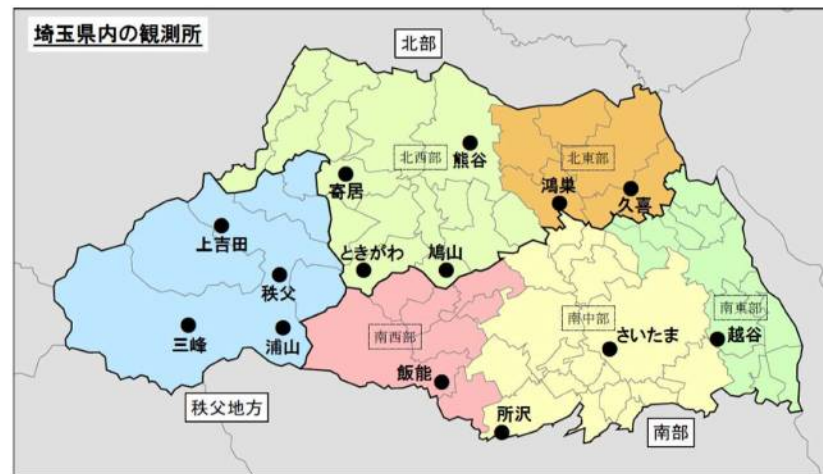 埼玉県内の観測所
北部
北西部
熊谷
北東部
寄居
鴻巣
久喜
上吉田
ときがわ
鳩山
秩父
南東部
南中部
三峰
浦山
南西部
さいたま
越谷
飯能
秩父地方
所沢
南部